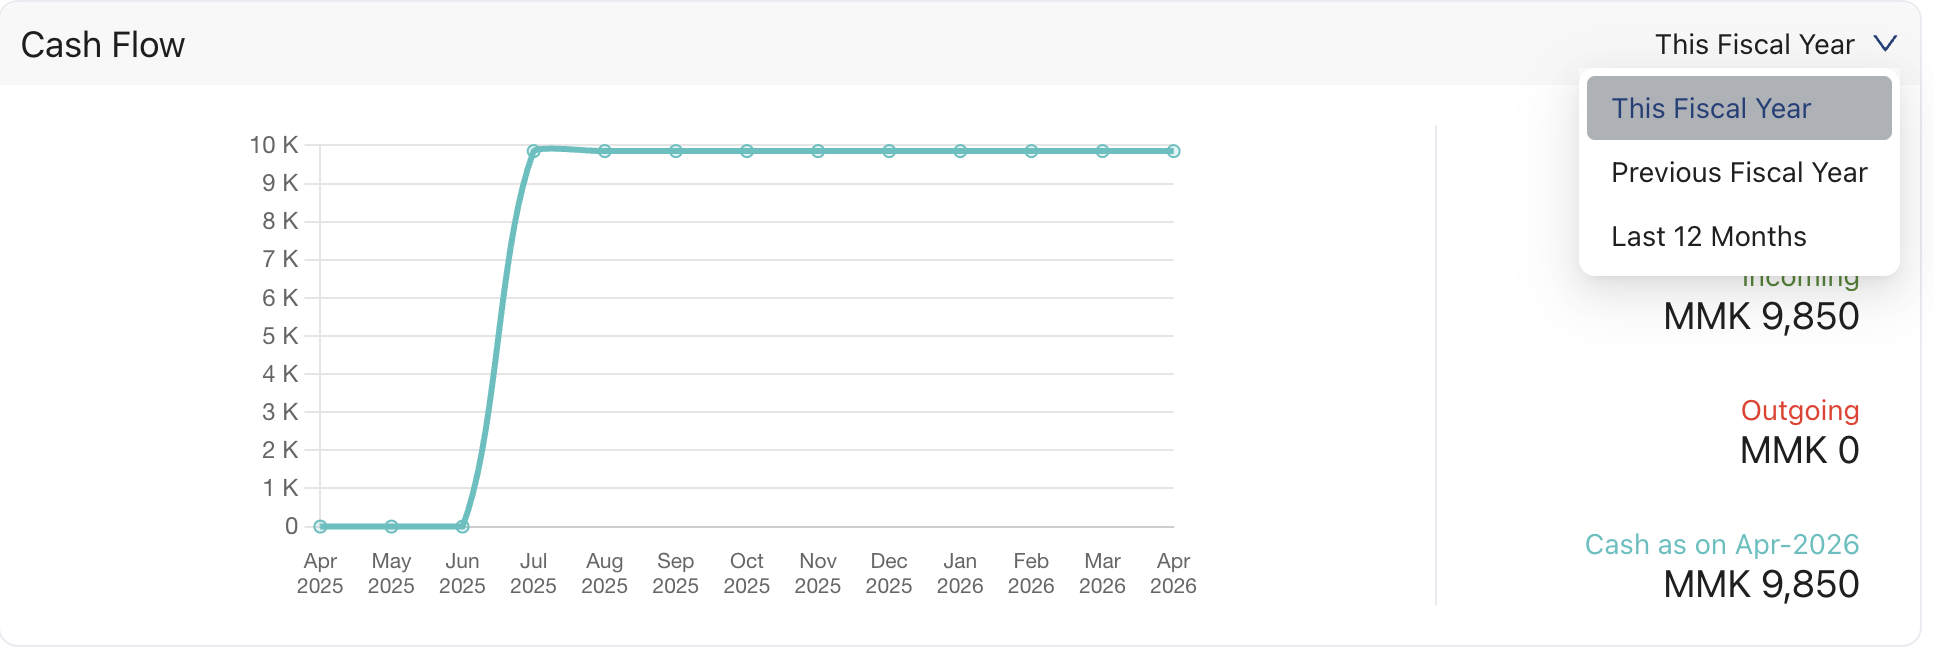 Cash Flow
This Fiscal Year
This Fiscal Year
Previous Fiscal Year
Last 12 Months
10 K
9 K
8 K
7 K
6 K
5 K
4 K
3 K
2 K
1 K
0
Apr May Jun Jul Aug Sep Oct Nov Dec Jan Feb Mar Apr
2025 2025 2025 2025 2025 2025 2025 2025 2025 2026 2026 2026 2026
Incoming
MMK 9,850
Outgoing
MMK 0
Cash as on Apr-2026
MMK 9,850